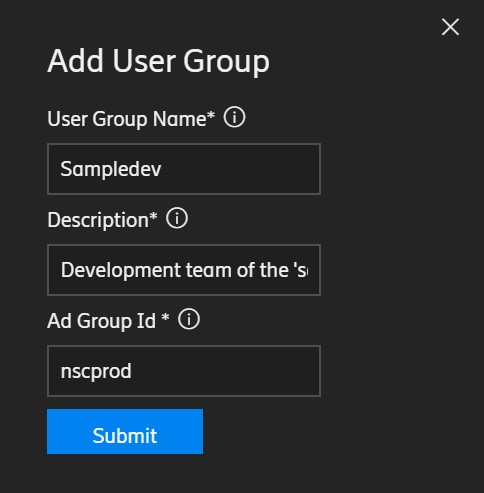 Add User Group
User Group Name*
Sampledev
Description*
Development team of the 's
Ad Group Id *
nscprod
Submit